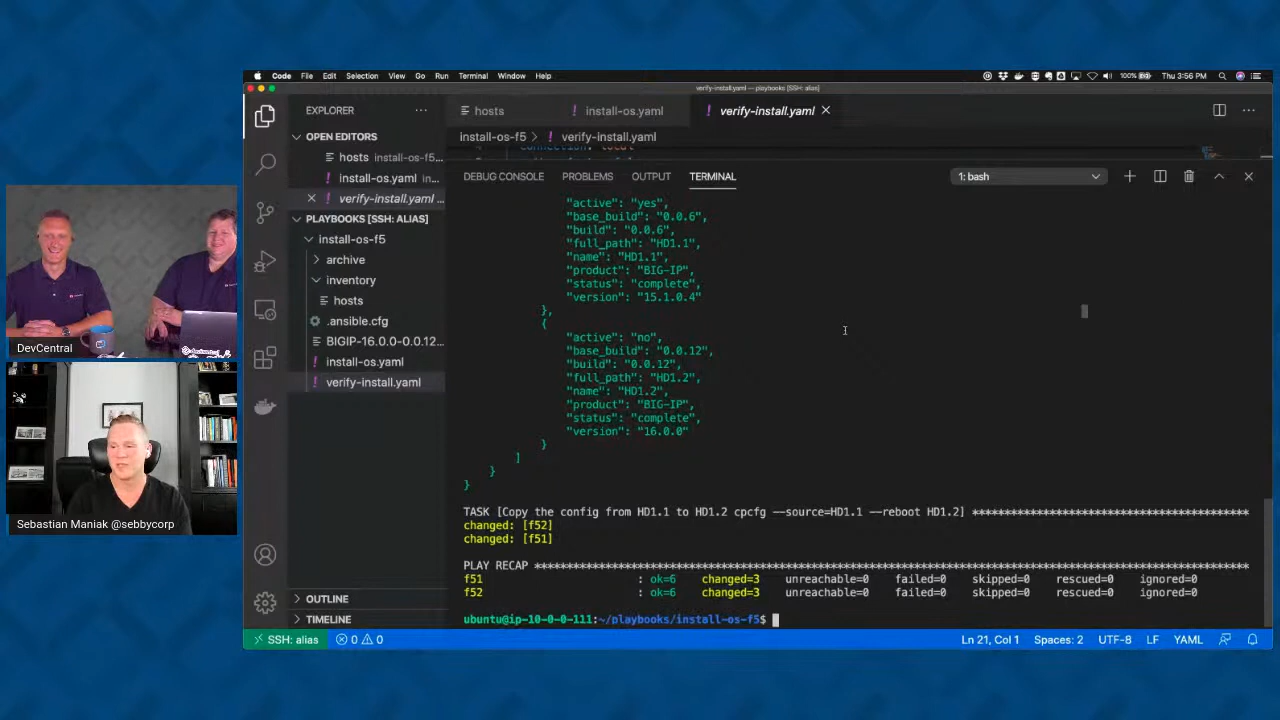 Code File Edit Selection View Go Run Terminal Window Help 100% Thu 3:56 PM
verify-install.yaml — playbooks [SSH: alias]
EXPLORER ···
hosts
install-os.yaml
verify-install.yaml
OPEN EDITORS
install-os-f5 > verify-install.yaml
connection: local
hosts install-os-f5...
install-os.yaml in...
verify-install.yaml ...
PLAYBOOKS [SSH: ALIAS]
install-os-f5
archive
inventory
hosts
.ansible.cfg
BIGIP-16.0.0-0.0.12...
install-os.yaml
verify-install.yaml
OUTLINE
TIMELINE
DEBUG CONSOLE PROBLEMS OUTPUT TERMINAL 1: bash
"active": "yes",
"base_build": "0.0.6",
"build": "0.0.6",
"full_path": "HD1.1",
"name": "HD1.1",
"product": "BIG-IP",
"status": "complete",
"version": "15.1.0.4"
},
{
"active": "no",
"base_build": "0.0.12",
"build": "0.0.12",
"full_path": "HD1.2",
"name": "HD1.2",
"product": "BIG-IP",
"status": "complete",
"version": "16.0.0"
}
]
}
}
TASK [Copy the config from HD1.1 to HD1.2 cpcfg --source=HD1.1 --reboot HD1.2] *****************************************
changed: [f52]
changed: [f51]
PLAY RECAP *********************************************************************************************************
f51 : ok=6 changed=3 unreachable=0 failed=0 skipped=0 rescued=0 ignored=0
f52 : ok=6 changed=3 unreachable=0 failed=0 skipped=0 rescued=0 ignored=0
ubuntu@ip-10-0-0-111:~/playbooks/install-os-f5$
SSH: alias 0 0 Ln 21, Col 1 Spaces: 2 UTF-8 LF YAML
DevCentral
Sebastian Maniak @sebbycorp